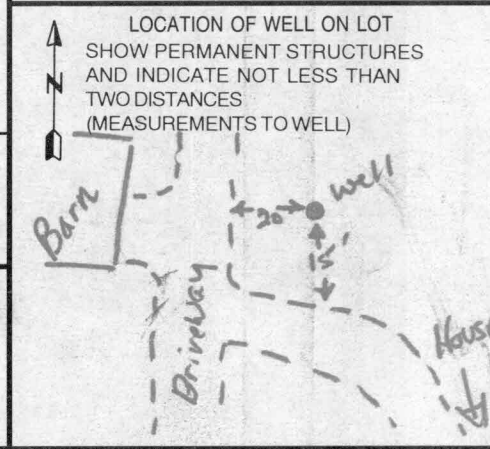 LOCATION OF WELL ON LOT
SHOW PERMANENT STRUCTURES
AND INDICATE NOT LESS THAN
TWO DISTANCES
(MEASUREMENTS TO WELL)
N
Barn
Well
20
15'
Driveway
House